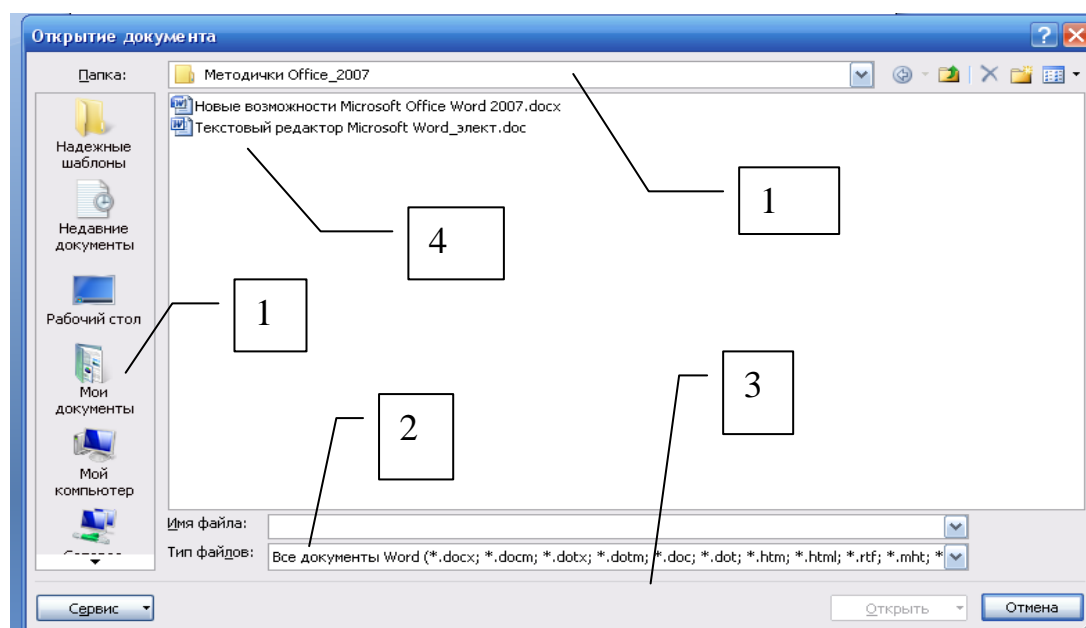 Открытие документа
Папка:
Методички Office_2007
Новые возможности Microsoft Office Word 2007.docx
Текстовый редактор Microsoft Word_элект.doc
Надежные
шаблоны
Недавние
документы
Рабочий стол
Мои
документы
Мой
компьютер
1
4
1
3
2
Имя файла:
Тип файлов:
Все документы Word (*.docx; *.docm; *.dotx; *.dotm; *.doc; *.dot; *.htm; *.html; *.rtf; *.mht; *
Сервис
Открыть
Отмена